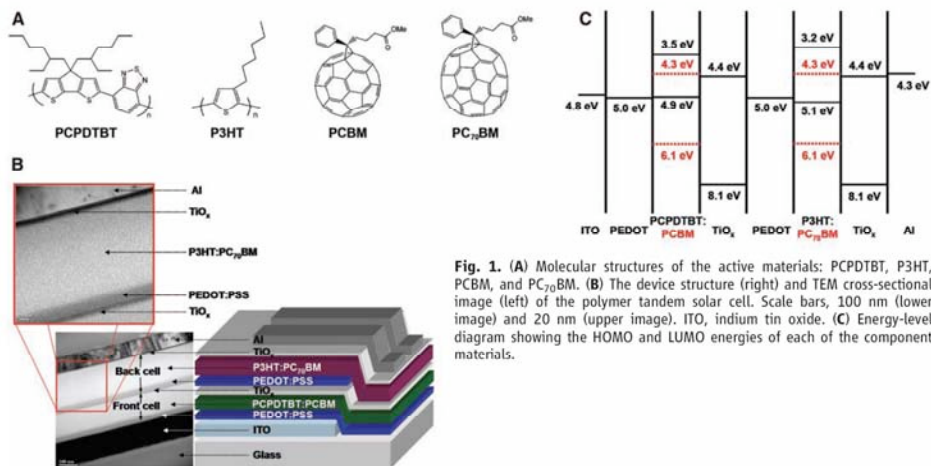 A
S
N
N
n
PCPDTBT
S
n
P3HT
OMe
O
PCBM
OMe
O
PC70BM
B
Al
TiOx
P3HT:PC70BM
PEDOT:PSS
TiOx
Al
TiOx
Back cell
P3HT:PC70BM
PEDOT:PSS
TiOx
Front cell
PCPDTBT:PCBM
PEDOT:PSS
ITO
Glass
C
3.5 eV
3.2 eV
4.3 eV
4.4 eV
4.3 eV
4.4 eV
4.3 eV
4.8 eV
5.0 eV
4.9 eV
5.0 eV
5.1 eV
6.1 eV
6.1 eV
8.1 eV
8.1 eV
ITO PEDOT PCPDTBT: PCBM TiOx PEDOT P3HT: PC70BM TiOx Al
Fig. 1. (A) Molecular structures of the active materials: PCPDTBT, P3HT,
PCBM, and PC70BM. (B) The device structure (right) and TEM cross-sectional
image (left) of the polymer tandem solar cell. Scale bars, 100 nm (lower
image) and 20 nm (upper image). ITO, indium tin oxide. (C) Energy-level
diagram showing the HOMO and LUMO energies of each of the component
materials.